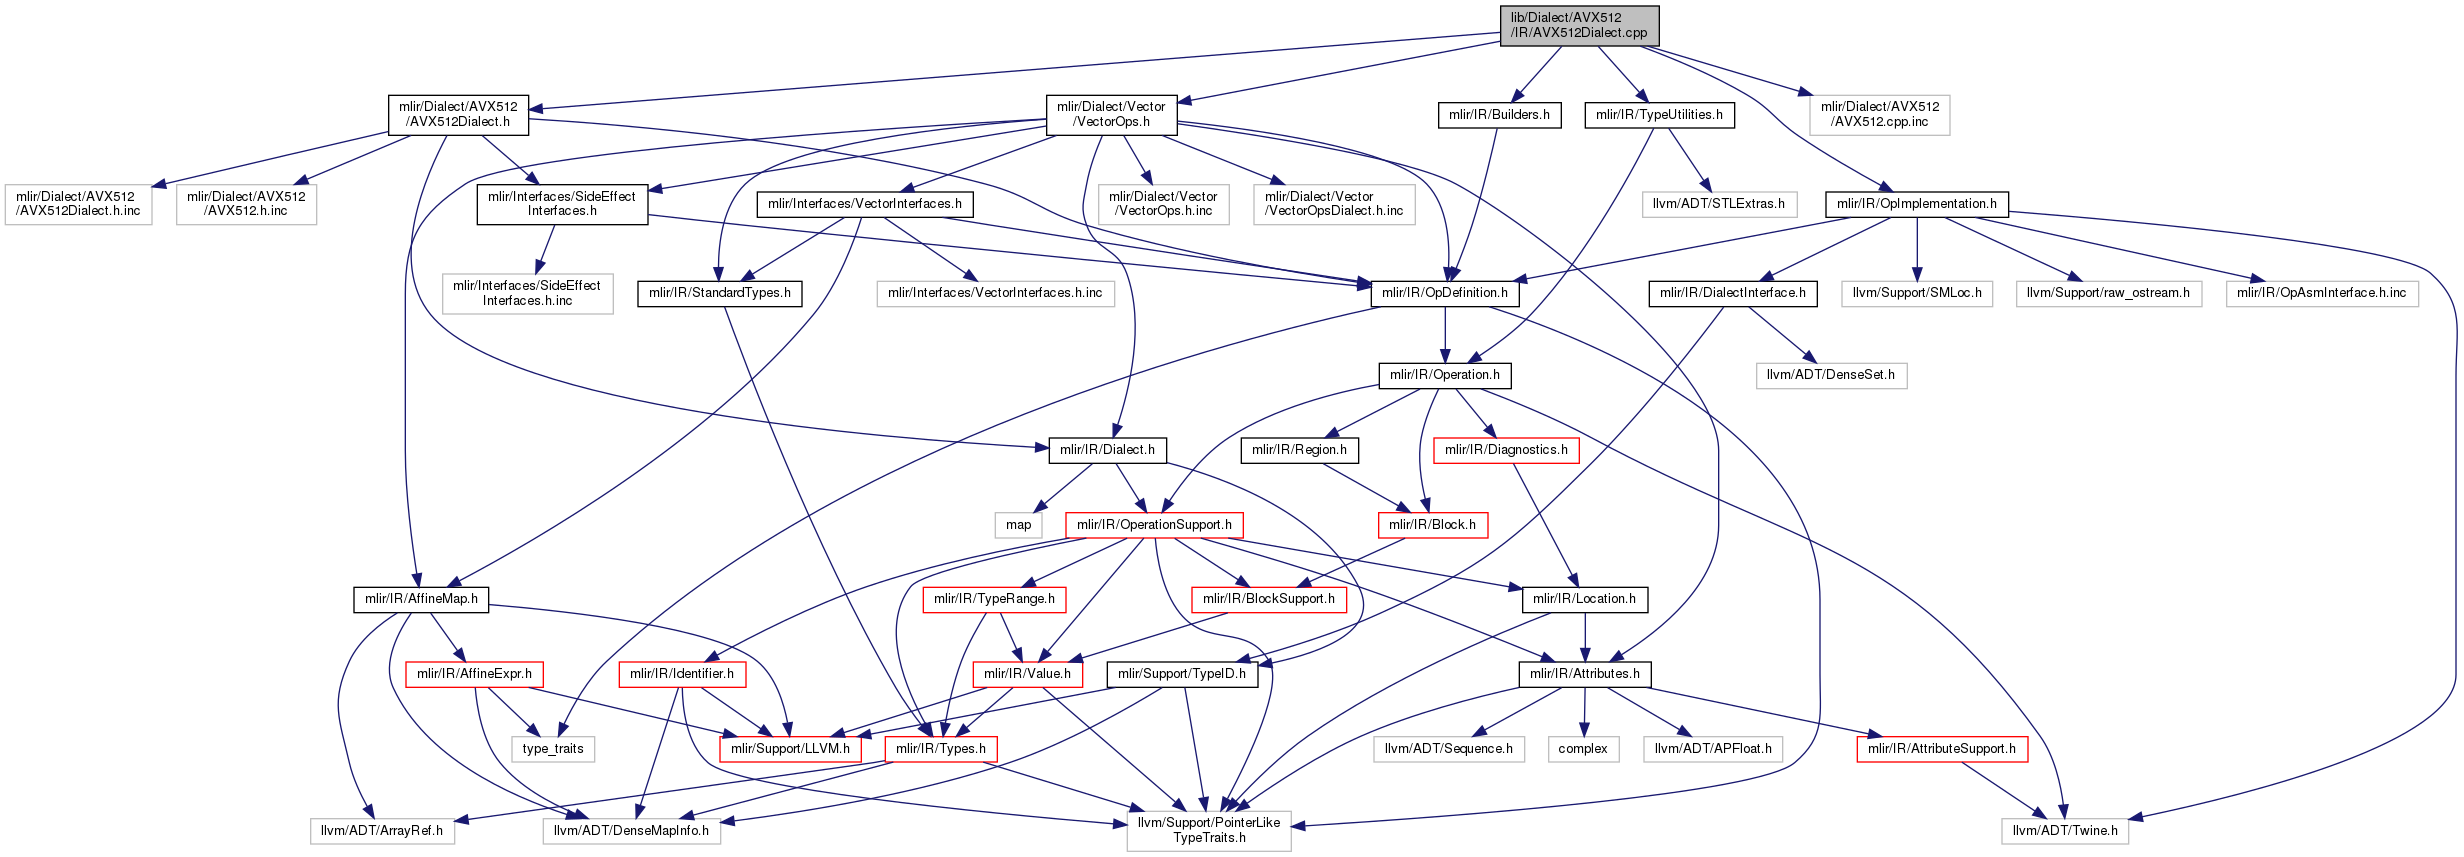 lib/Dialect/AVX512
/IR/AVX512Dialect.cpp
mlir/Dialect/AVX512
/AVX512Dialect.h
mlir/Dialect/Vector
/VectorOps.h
mlir/IR/Builders.h
mlir/IR/TypeUtilities.h
mlir/Dialect/AVX512
/AVX512.cpp.inc
mlir/Dialect/AVX512
/AVX512Dialect.h.inc
mlir/Dialect/AVX512
/AVX512.h.inc
mlir/Interfaces/SideEffect
Interfaces.h
mlir/Interfaces/VectorInterfaces.h
mlir/Dialect/Vector
/VectorOps.h.inc
mlir/Dialect/Vector
/VectorOpsDialect.h.inc
llvm/ADT/STLExtras.h
mlir/IR/OpImplementation.h
mlir/Interfaces/SideEffect
Interfaces.h.inc
mlir/IR/StandardTypes.h
mlir/Interfaces/VectorInterfaces.h.inc
mlir/IR/OpDefinition.h
mlir/IR/DialectInterface.h
llvm/Support/SMLoc.h
llvm/Support/raw_ostream.h
mlir/IR/OpAsmInterface.h.inc
mlir/IR/Operation.h
llvm/ADT/DenseSet.h
mlir/IR/Dialect.h
mlir/IR/Region.h
mlir/IR/Diagnostics.h
map
mlir/IR/OperationSupport.h
mlir/IR/Block.h
mlir/IR/AffineMap.h
mlir/IR/TypeRange.h
mlir/IR/BlockSupport.h
mlir/IR/Location.h
mlir/IR/AffineExpr.h
mlir/IR/Identifier.h
mlir/IR/Value.h
mlir/Support/TypeID.h
mlir/IR/Attributes.h
type_traits
mlir/Support/LLVM.h
mlir/IR/Types.h
llvm/ADT/Sequence.h
complex
llvm/ADT/APFloat.h
mlir/IR/AttributeSupport.h
llvm/ADT/ArrayRef.h
llvm/ADT/DenseMapInfo.h
llvm/Support/PointerLike
TypeTraits.h
llvm/ADT/Twine.h